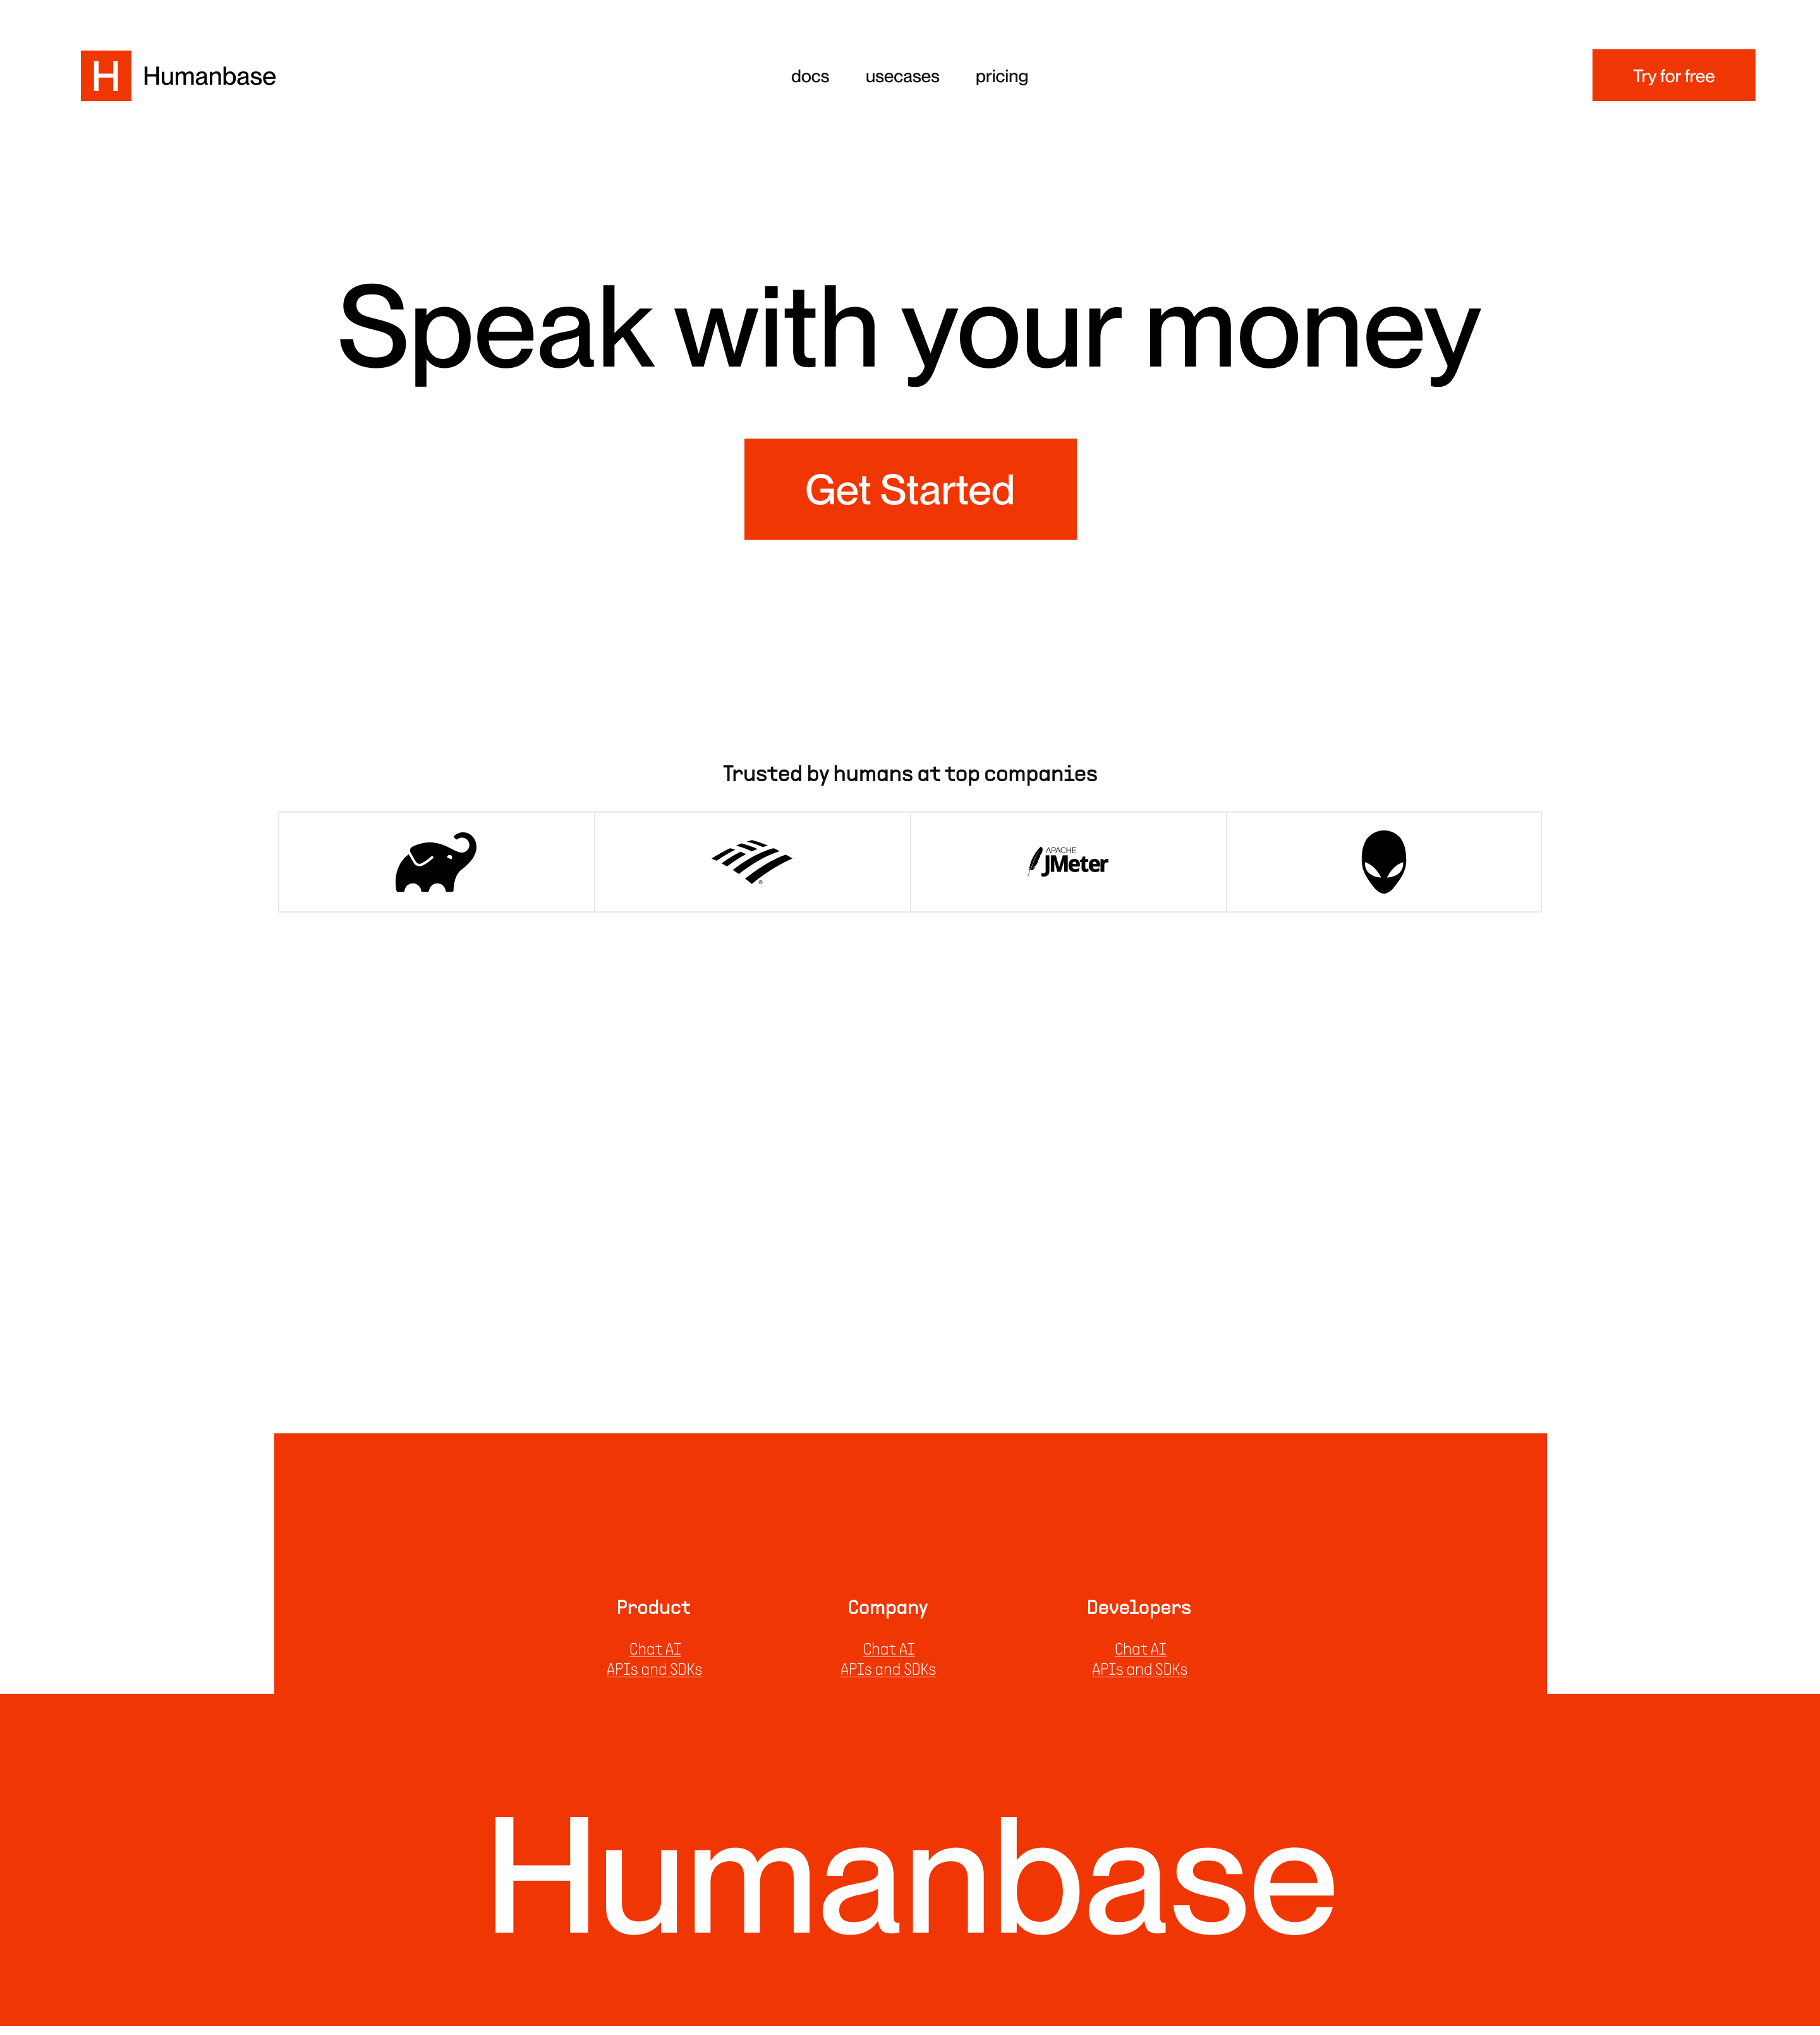 H Humanbase
docs usecases pricing
Try for free
Speak with your money
Get Started
Trusted by humans at top companies
APACHE
JMeter
®
Product Company Developers
Chat AI Chat AI Chat AI
APIs and SDKs APIs and SDKs APIs and SDKs
Humanbase